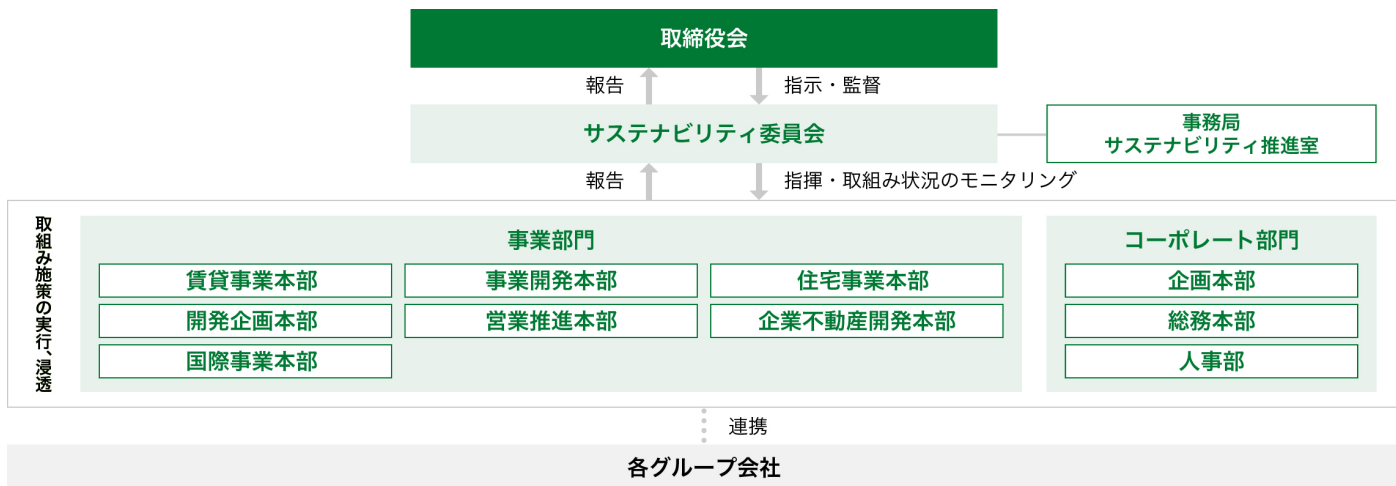 取締役会
報告
指示・監督
サステナビリティ委員会
事務局
サステナビリティ推進室
報告
指揮・取組み状況のモニタリング
取組み施策の実行、浸透
事業部門
賃貸事業本部
事業開発本部
住宅事業本部
開発企画本部
営業推進本部
企業不動産開発本部
国際事業本部
コーポレート部門
企画本部
総務本部
人事部
連携
各グループ会社